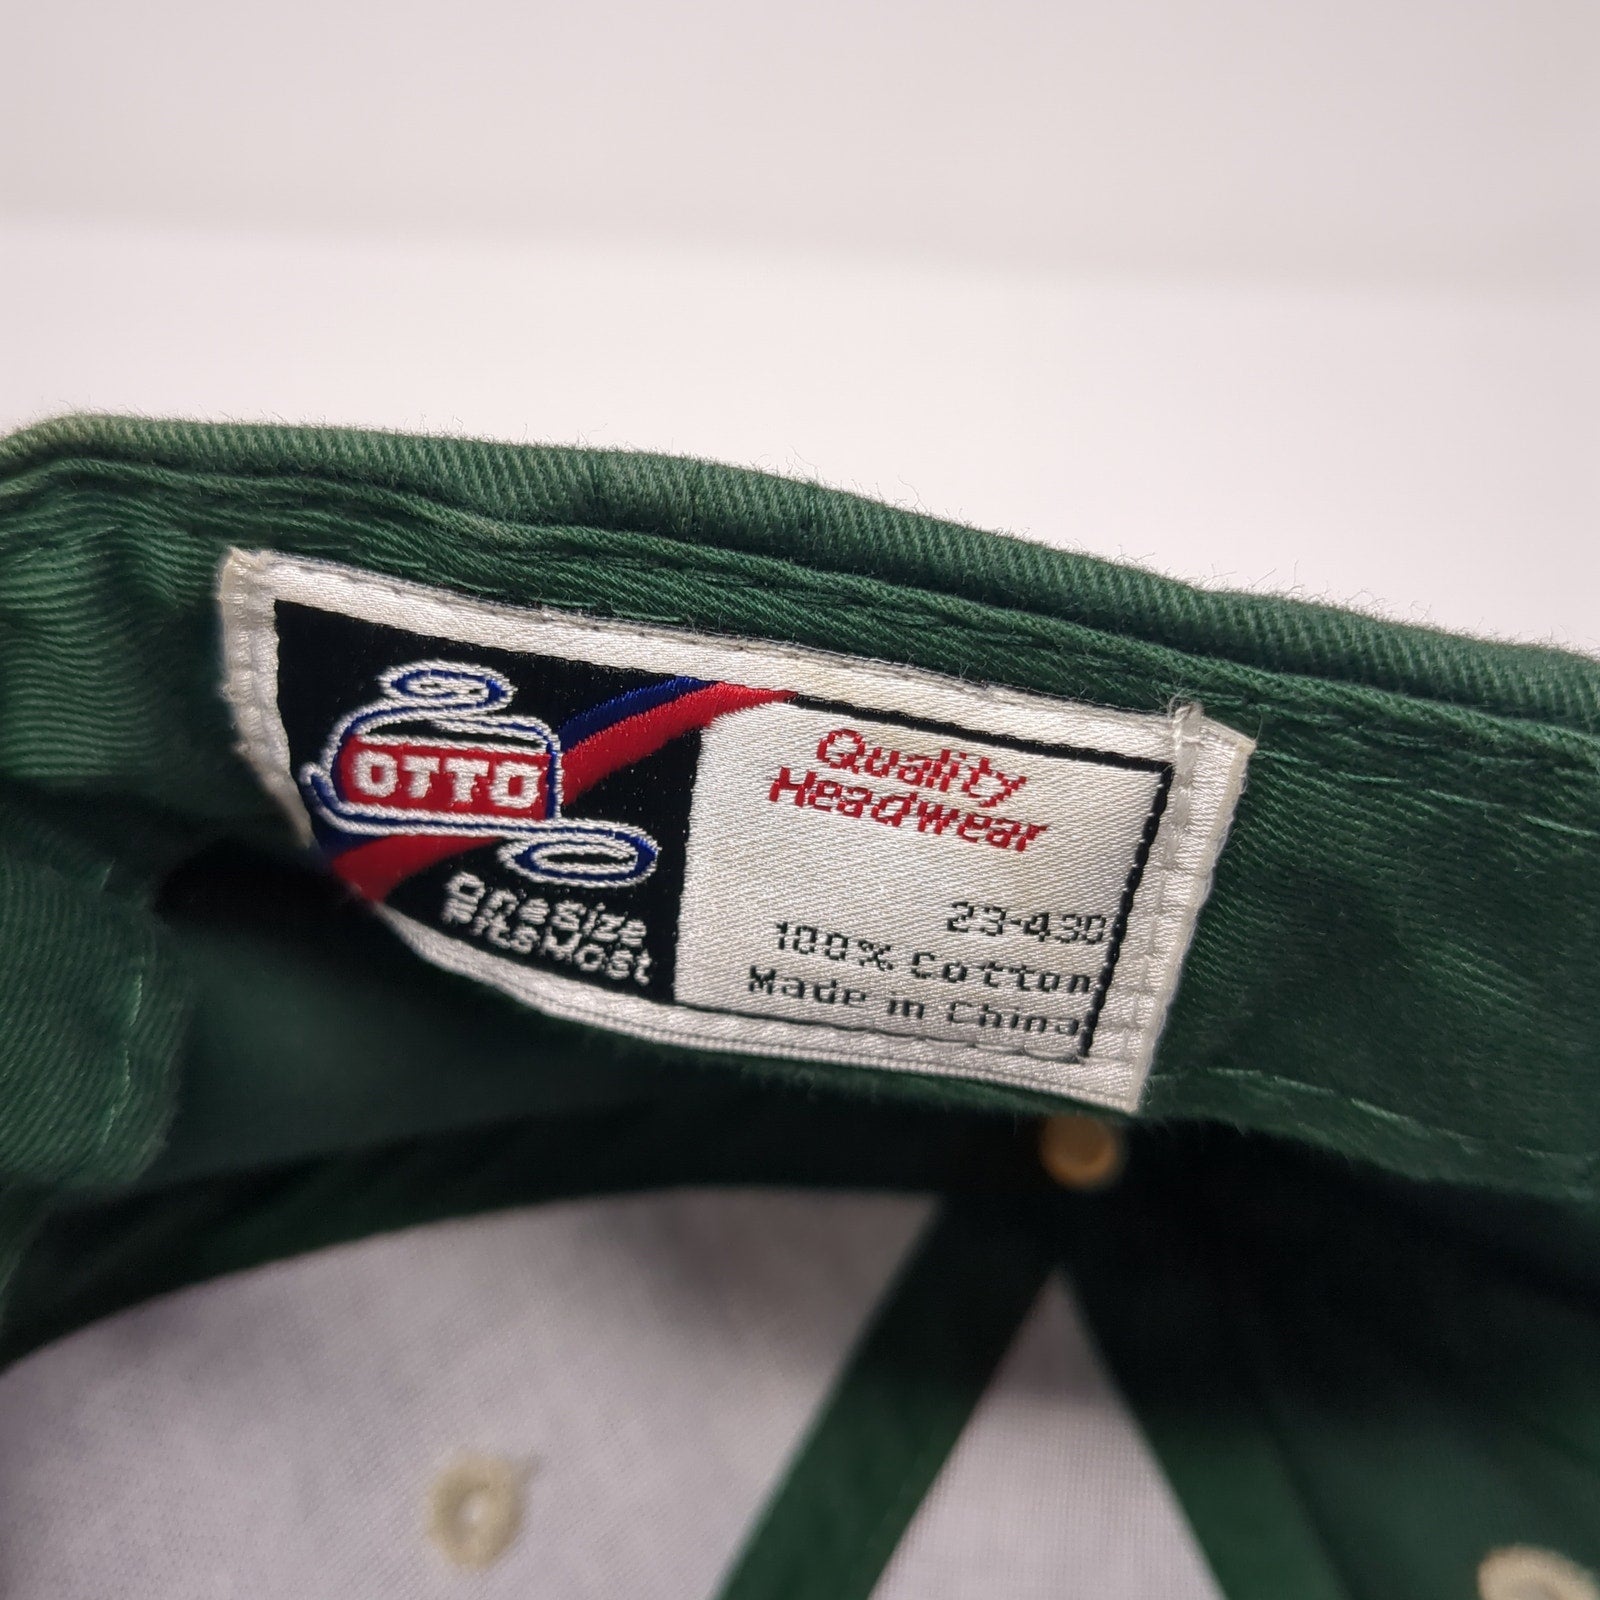 OTTO
One Size
Fits Most
Quality
Headwear
23-430
100% Cotton
Made in China